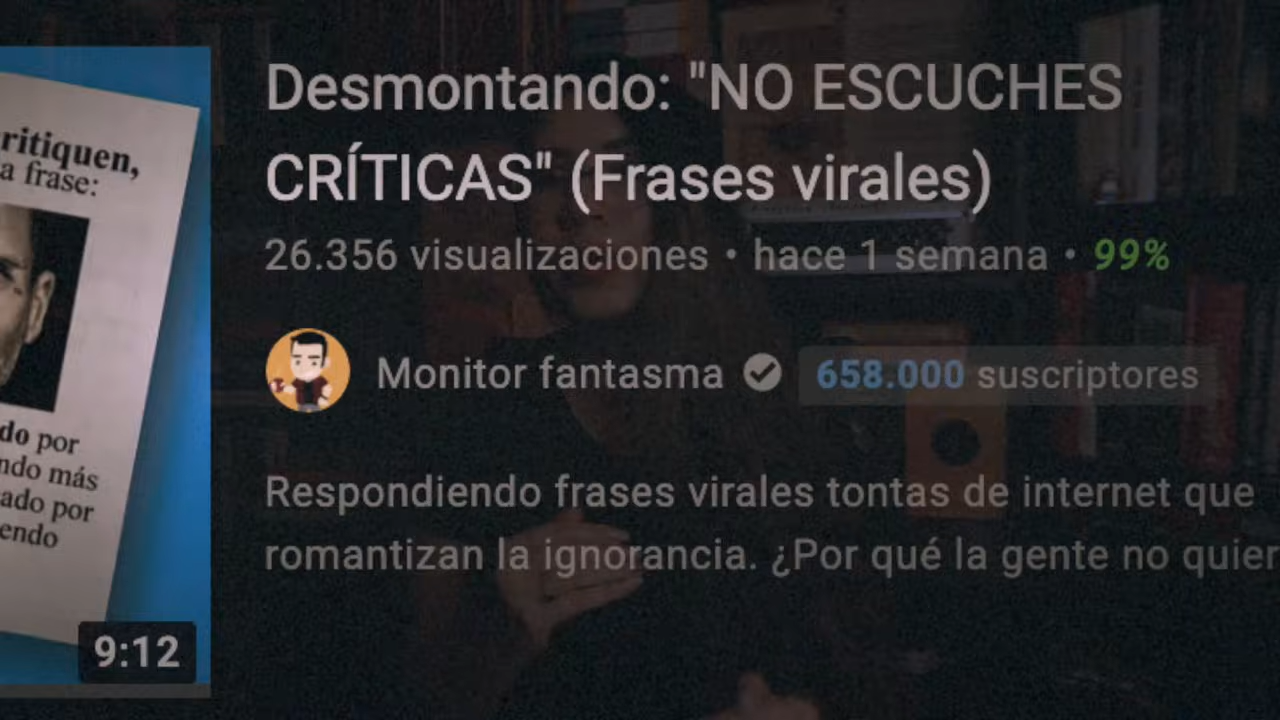 ritiquen,
a frase:
do por
ndo más
ado por
endo
9:12
Desmontando: "NO ESCUCHES
CRÍTICAS" (Frases virales)
26.356 visualizaciones • hace 1 semana • 99%
Monitor fantasma
658.000 suscriptores
Respondiendo frases virales tontas de internet que
romantizan la ignorancia. ¿Por qué la gente no quier